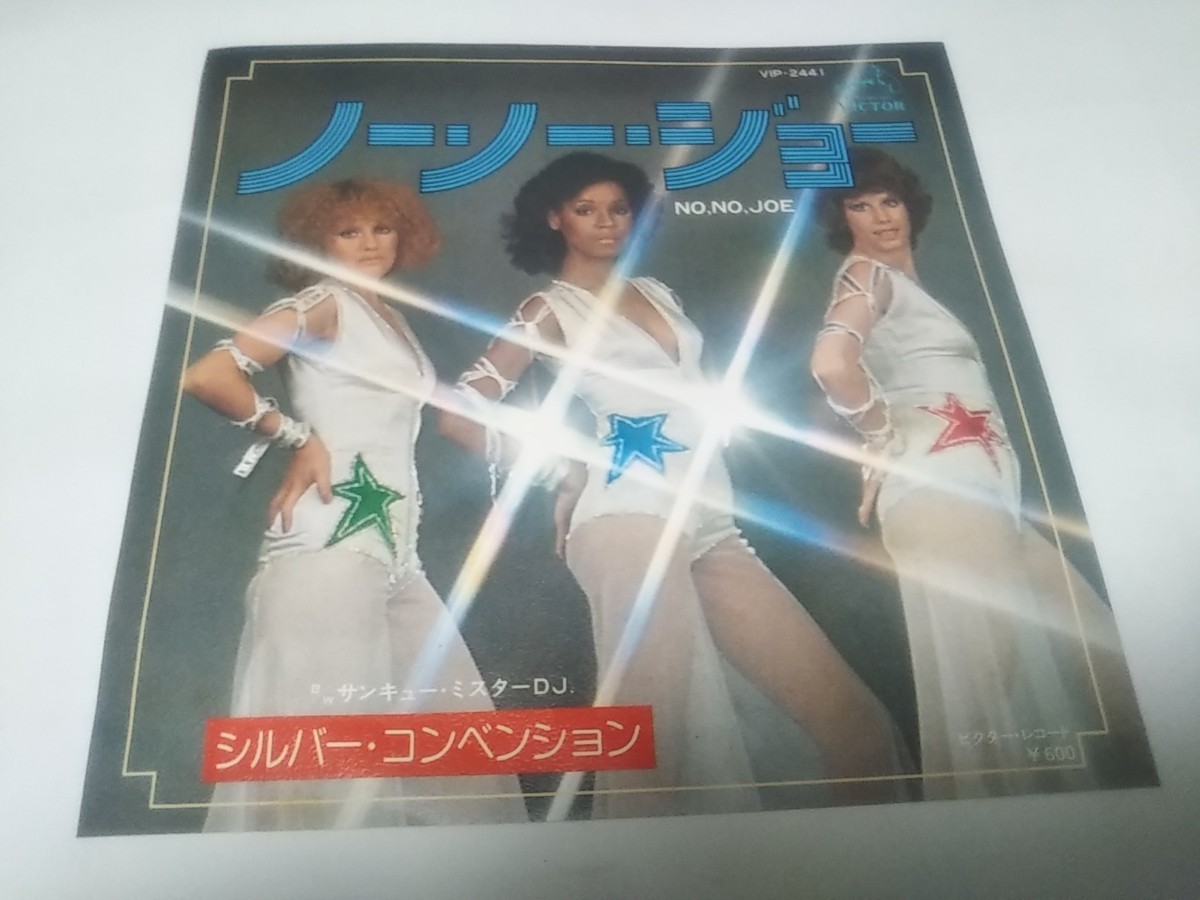 VIP-2441
VICTOR
ノーノー・ジョー
NO, NO, JOE
B/W サンキュー・ミスターDJ.
シルバー・コンベンション
ビクター・レコード
¥600